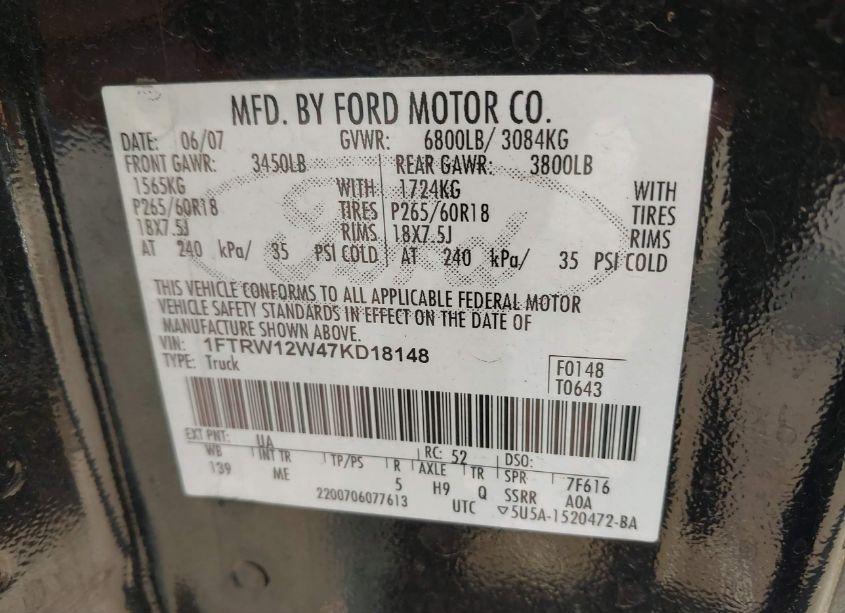 MFD. BY FORD MOTOR CO.
DATE: 06/07 GVWR: 6800LB/ 3084KG
FRONT GAWR: 3450LB REAR GAWR: 3800LB
1565KG WITH 1724KG WITH
P265/60R18 TIRES P265/60R18 TIRES
18X7.5J RIMS 18X7.5J RIMS
AT 240 kPa/ 35 PSI COLD AT 240 kPa/ 35 PSI COLD
Ford
THIS VEHICLE CONFORMS TO ALL APPLICABLE FEDERAL MOTOR
VEHICLE SAFETY STANDARDS IN EFFECT ON THE DATE OF
MANUFACTURE SHOWN ABOVE.
VIN: 1FTRW12W47KD18148
TYPE: Truck
F0148
T0643
EXT PNT: UA RC: 52 DSO:
WB INT TR TP/PS R AXLE TR SPR 7F616
139 ME 5 H9 Q SSRR A0A
2200706077613 UTC ▽5U5A-1520472-BA